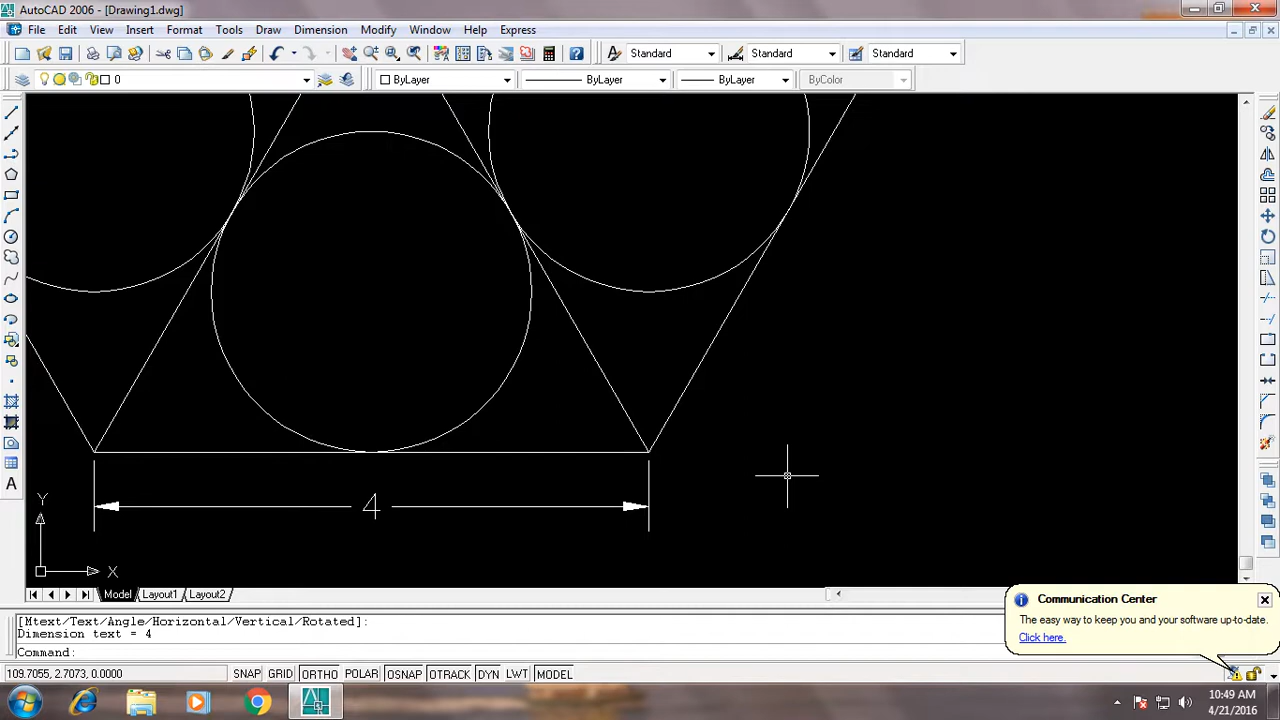 AutoCAD 2006 - [Drawing1.dwg]
File Edit View Insert Format Tools Draw Dimension Modify Window Help Express
Standard Standard Standard
0 ByLayer ByLayer ByLayer ByColor
A
4
Y
X
Model Layout1 Layout2
Communication Center
The easy way to keep you and your software up-to-date.
Click here.
[Mtext/Text/Angle/Horizontal/Vertical/Rotated]:
Dimension text = 4
Command:
109.7055, 2.7073, 0.0000 SNAP GRID ORTHO POLAR OSNAP OTRACK DYN LWT MODEL
10:49 AM
4/21/2016